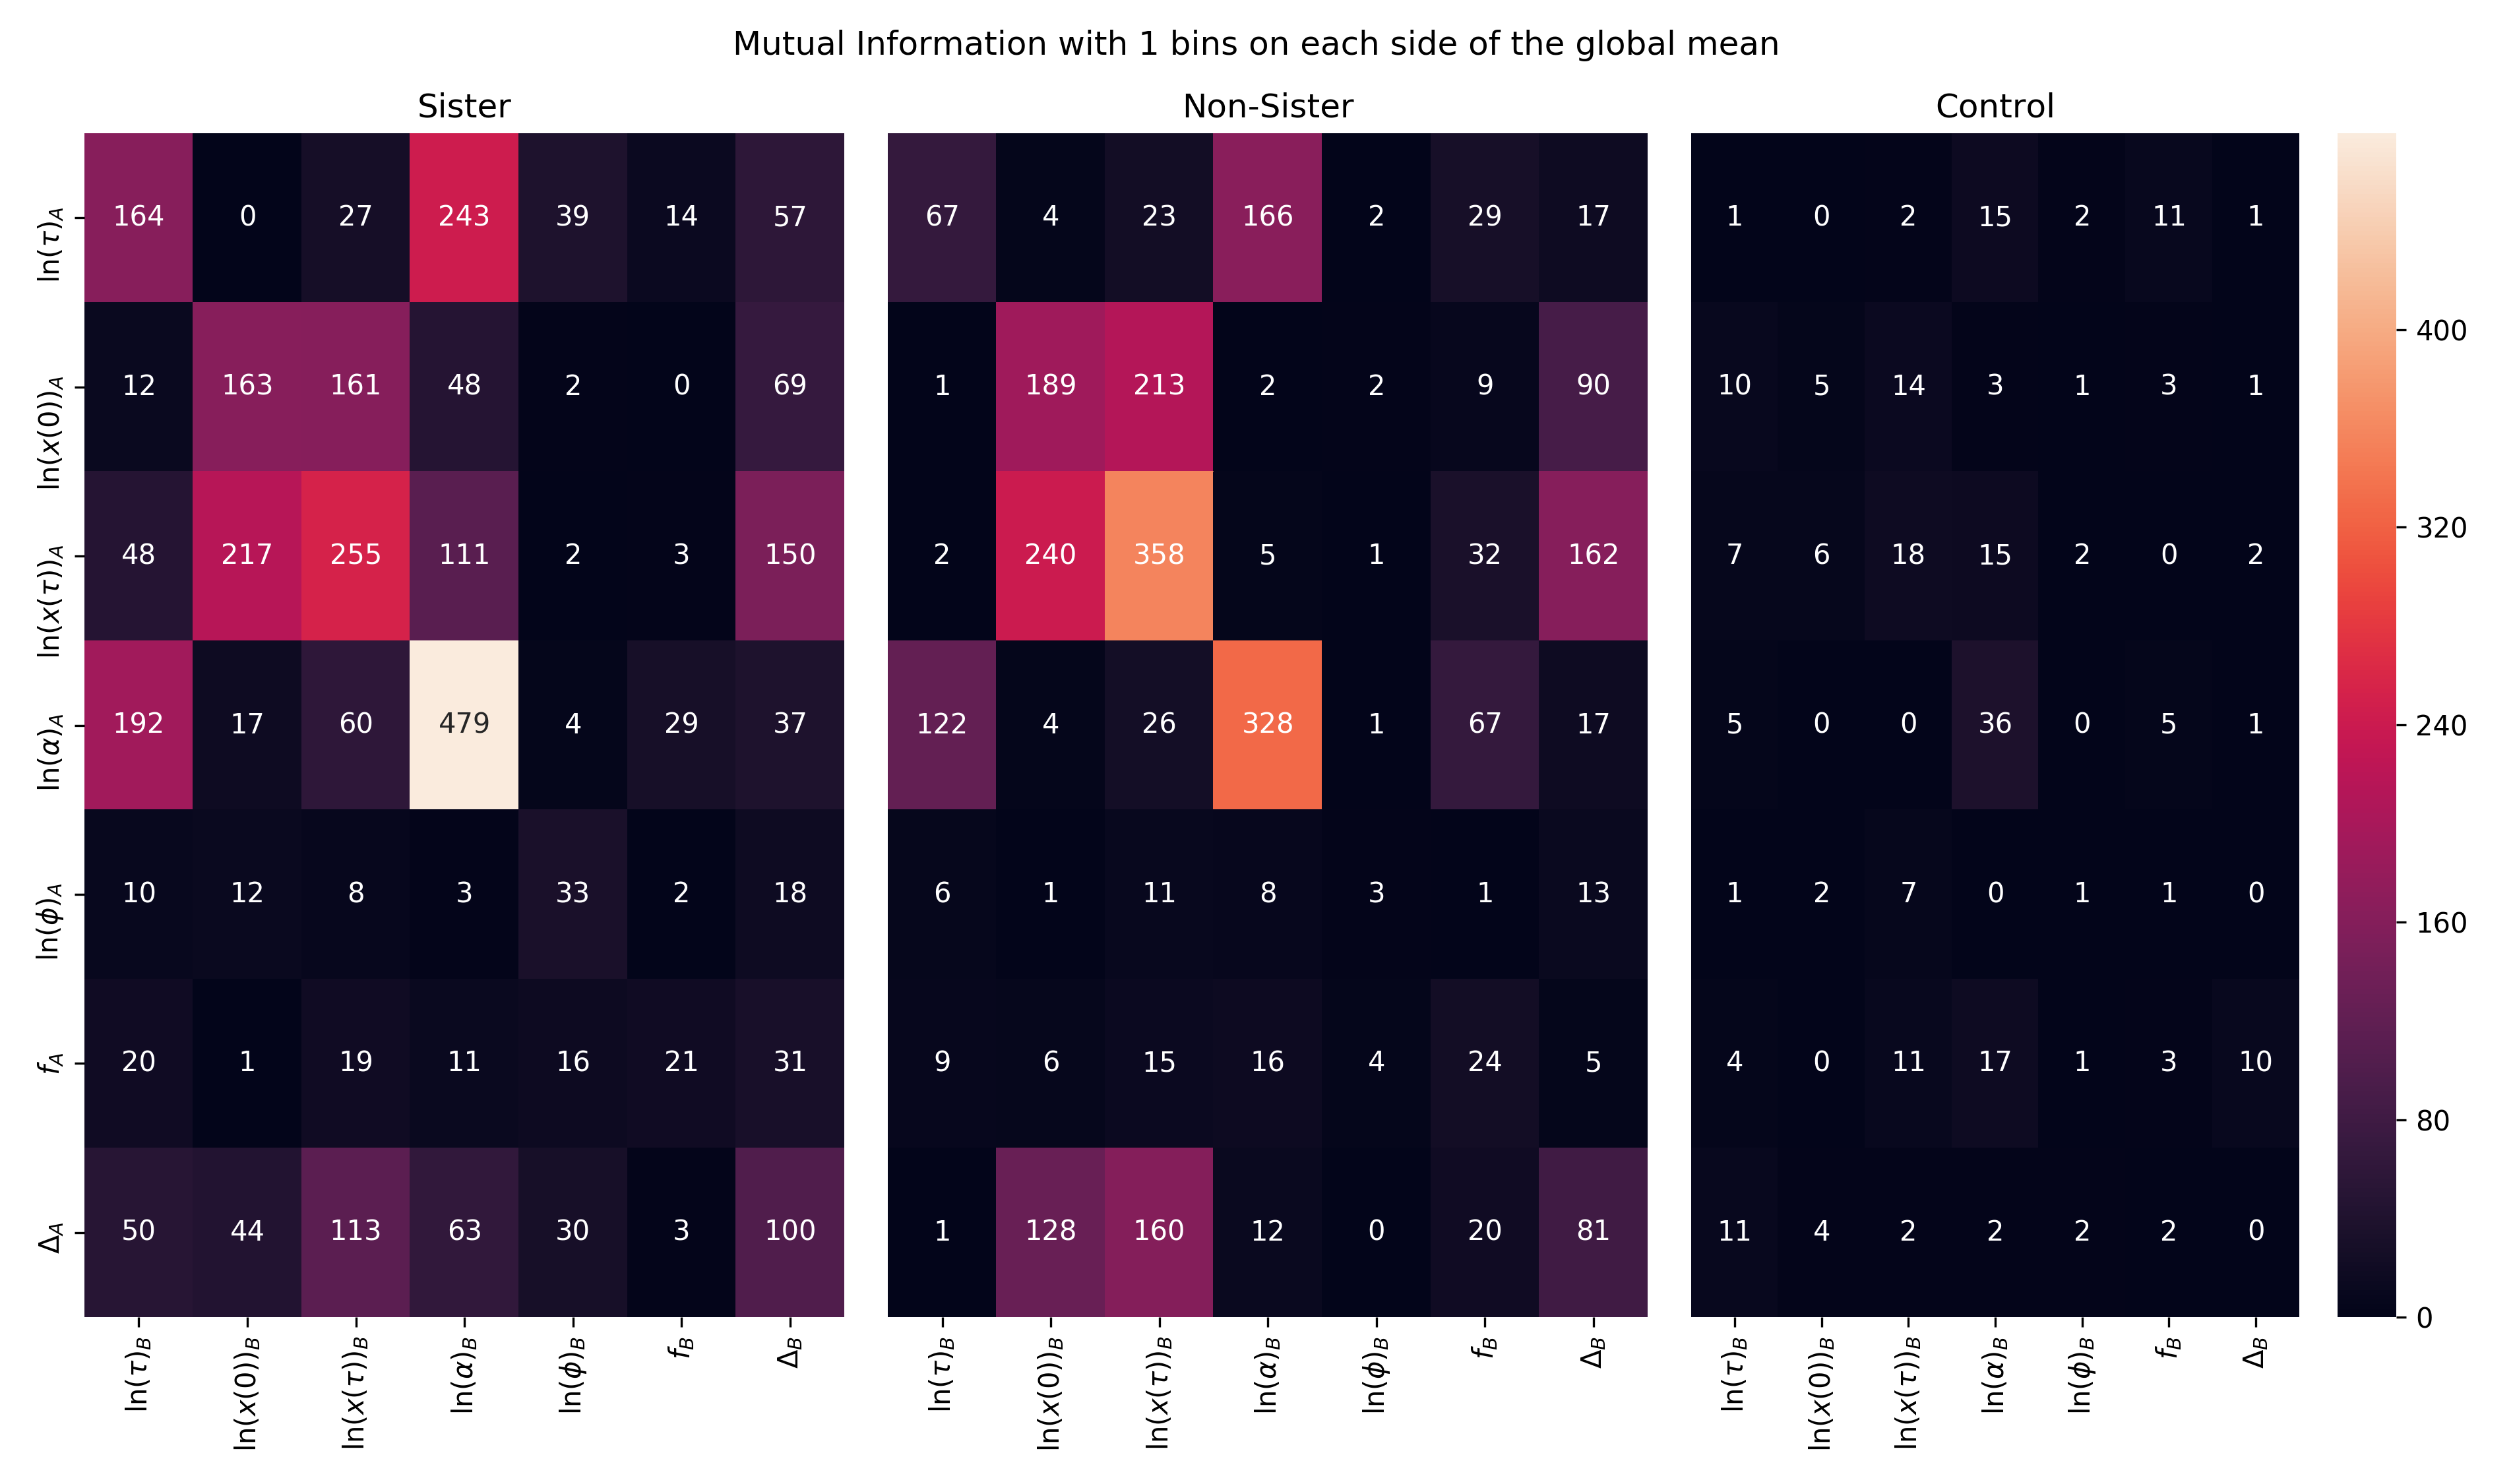 Mutual Information with 1 bins on each side of the global mean
Sister Non-Sister Control
ln(τ)A 164 0 27 243 39 14 57 67 4 23 166 2 29 17 1 0 2 15 2 11 1
ln(x(0))A 12 163 161 48 2 0 69 1 189 213 2 2 9 90 10 5 14 3 1 3 1
ln(x(τ))A 48 217 255 111 2 3 150 2 240 358 5 1 32 162 7 6 18 15 2 0 2
ln(α)A 192 17 60 479 4 29 37 122 4 26 328 1 67 17 5 0 0 36 0 5 1
ln(ϕ)A 10 12 8 3 33 2 18 6 1 11 8 3 1 13 1 2 7 0 1 1 0
fA 20 1 19 11 16 21 31 9 6 15 16 4 24 5 4 0 11 17 1 3 10
ΔA 50 44 113 63 30 3 100 1 128 160 12 0 20 81 11 4 2 2 2 2 0
ln(τ)B ln(x(0))B ln(x(τ))B ln(α)B ln(ϕ)B fB ΔB ln(τ)B ln(x(0))B ln(x(τ))B ln(α)B ln(ϕ)B fB ΔB ln(τ)B ln(x(0))B ln(x(τ))B ln(α)B ln(ϕ)B fB ΔB
400
320
240
160
80
0